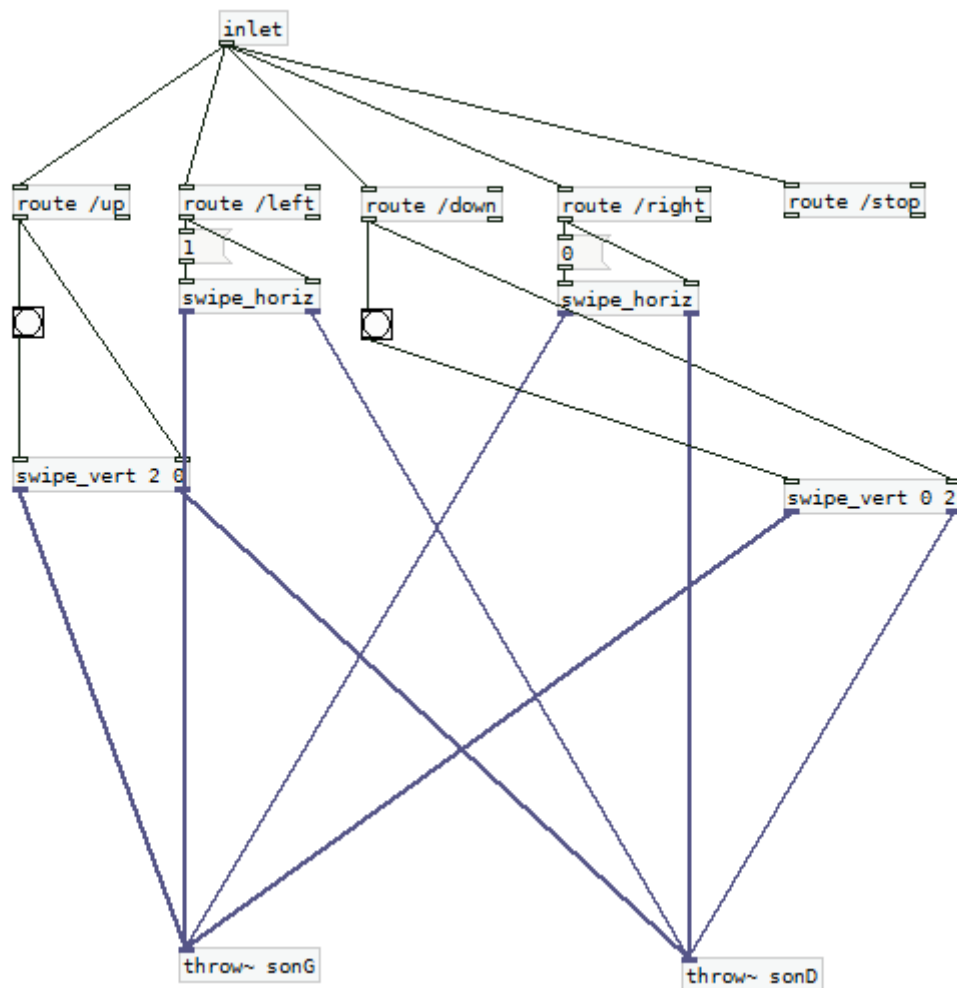 inlet
route /up
route /left
route /down
route /right
route /stop
1
0
swipe_horiz
swipe_horiz
swipe_vert 2 0
swipe_vert 0 2
throw~ sonG
throw~ sonD